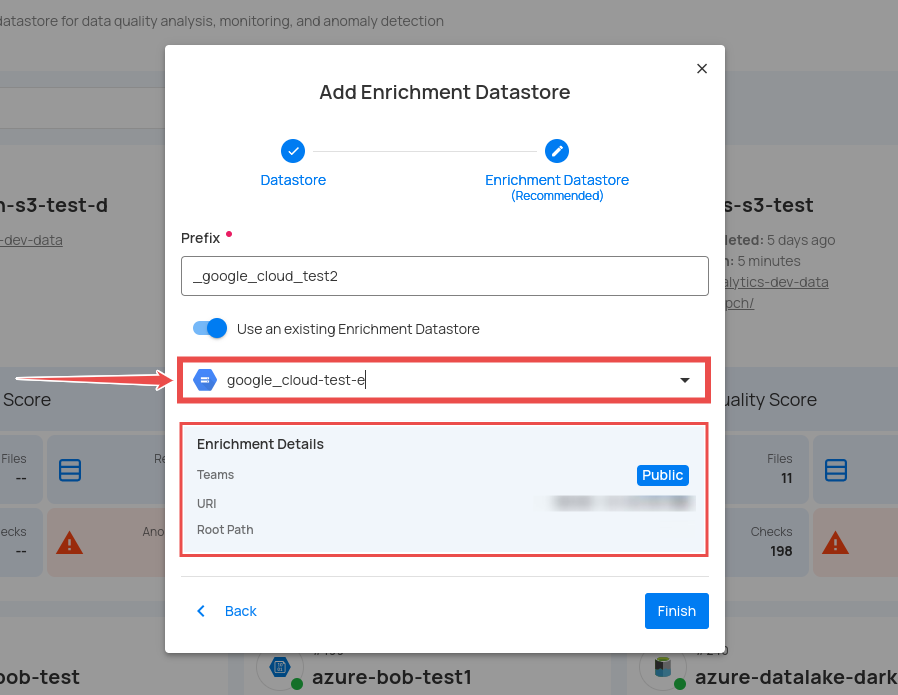 datastore for data quality analysis, monitoring, and anomaly detection
Add Enrichment Datastore
Datastore
Enrichment Datastore
(Recommended)
n-s3-test-d
-dev-data
s-s3-test
leted: 5 days ago
n: 5 minutes
alytics-dev-data
pch/
Prefix
_google_cloud_test2
Use an existing Enrichment Datastore
google_cloud-test-e
Score
uality Score
Enrichment Details
Teams
Public
URI
Root Path
Files
--
Re
Files
11
ecks
--
Ano
Checks
198
Back
Finish
bob-test
azure-bob-test1
azure-datalake-dark